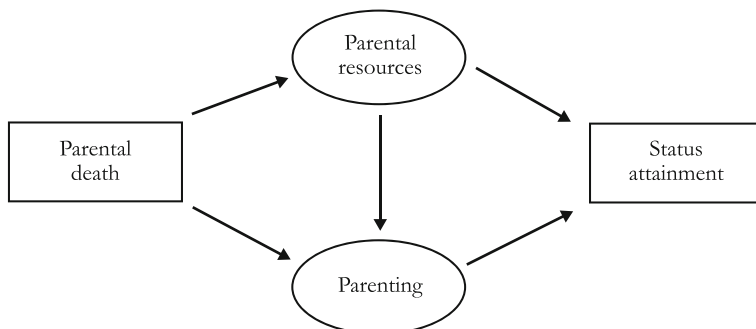 Parental
resources
Parental
death
Status
attainment
Parenting